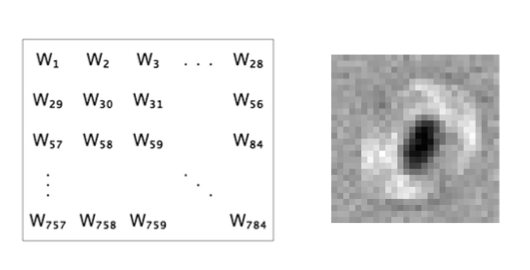 W₁ W₂ W₃ . . . W₂₈
W₂₉ W₃₀ W₃₁ W₅₆
W₅₇ W₅₈ W₅₉ W₈₄
⋮ ⋱
W₇₅₇ W₇₅₈ W₇₅₉ W₇₈₄